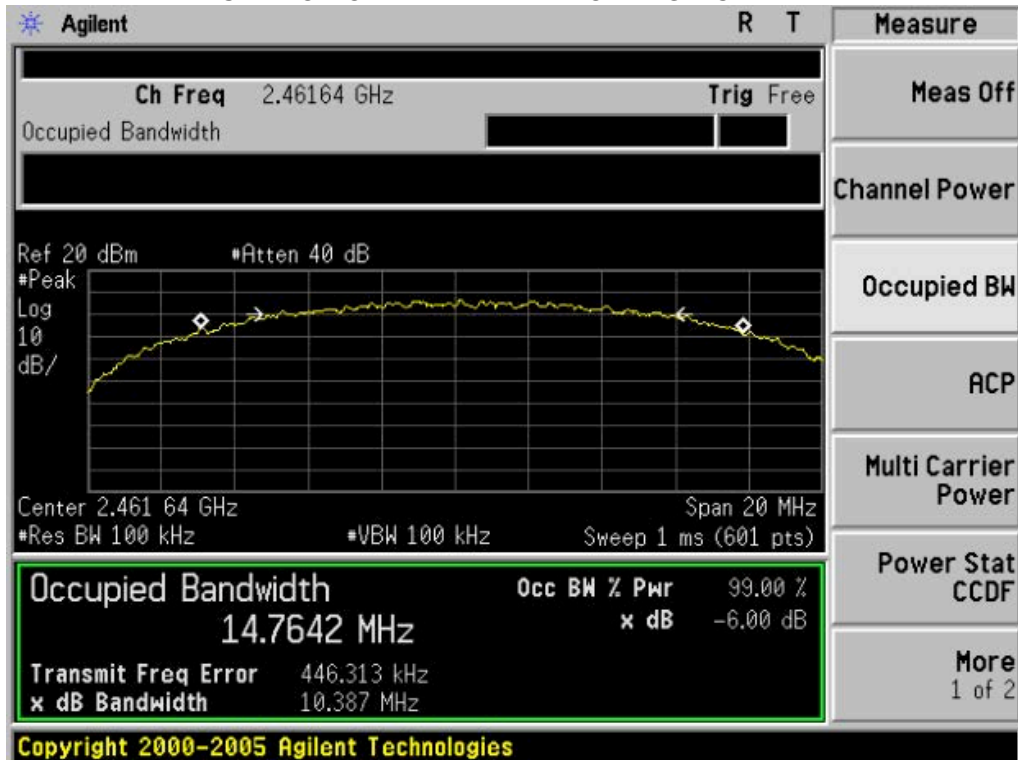 Agilent R T Measure
Ch Freq 2.46164 GHz Trig Free
Occupied Bandwidth
Meas Off
Channel Power
Occupied BW
ACP
Multi Carrier
Power
Power Stat
CCDF
More
1 of 2
Ref 20 dBm #Atten 40 dB
#Peak
Log
10
dB/
Center 2.461 64 GHz Span 20 MHz
#Res BW 100 kHz #VBW 100 kHz Sweep 1 ms (601 pts)
Occupied Bandwidth Occ BW % Pwr 99.00 %
14.7642 MHz x dB -6.00 dB
Transmit Freq Error 446.313 kHz
x dB Bandwidth 10.387 MHz
Copyright 2000-2005 Agilent Technologies